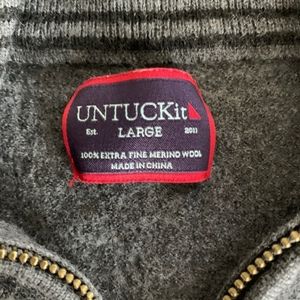 UNTUCKit
Est. LARGE 2011
100% EXTRA FINE MERINO WOOL
MADE IN CHINA